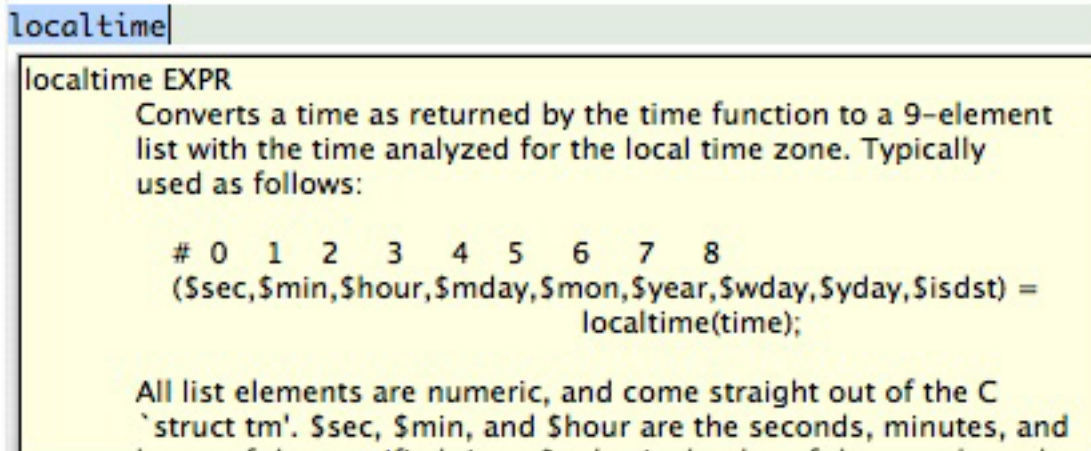 localtime
localtime EXPR
Converts a time as returned by the time function to a 9-element
list with the time analyzed for the local time zone. Typically
used as follows:
# 0 1 2 3 4 5 6 7 8
($sec,$min,$hour,$mday,$mon,$year,$wday,$yday,$isdst) =
localtime(time);
All list elements are numeric, and come straight out of the C
`struct tm'. $sec, $min, and $hour are the seconds, minutes, and